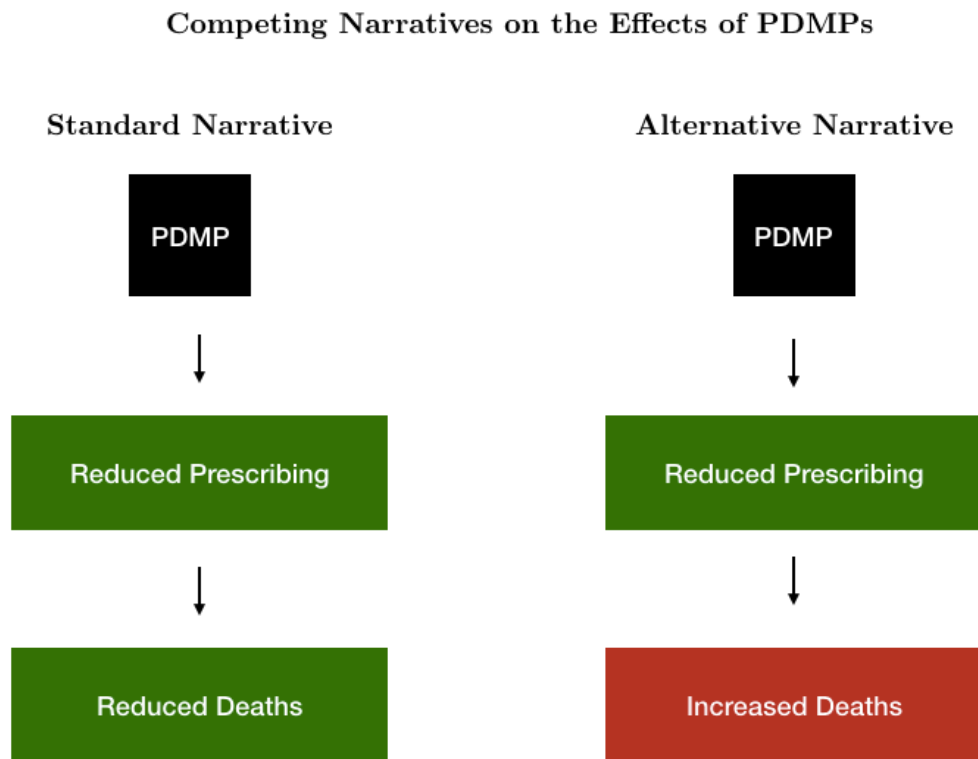 Competing Narratives on the Effects of PDMPs
Standard Narrative
PDMP
Reduced Prescribing
Reduced Deaths
Alternative Narrative
PDMP
Reduced Prescribing
Increased Deaths